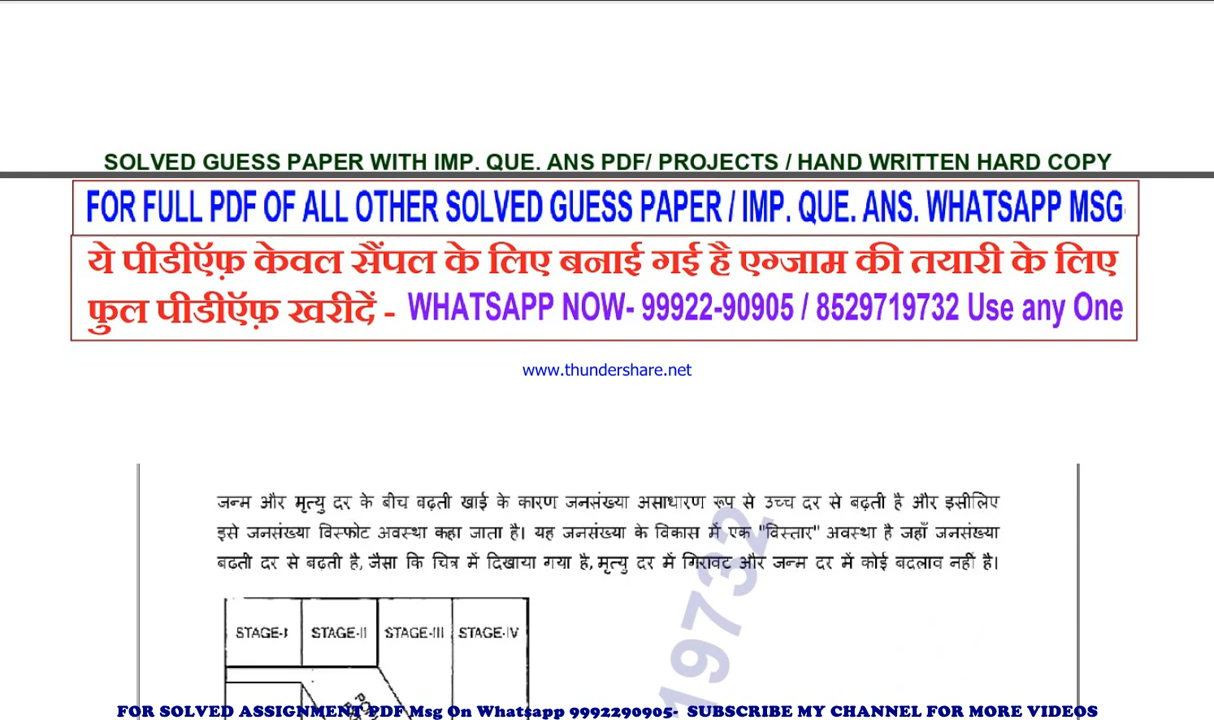 SOLVED GUESS PAPER WITH IMP. QUE. ANS PDF/ PROJECTS / HAND WRITTEN HARD COPY
FOR FULL PDF OF ALL OTHER SOLVED GUESS PAPER / IMP. QUE. ANS. WHATSAPP MSG
ये पीडीऍफ़ केवल सैंपल के लिए बनाई गई है एग्जाम की तयारी के लिए
फुल पीडीऍफ़ खरीदें - WHATSAPP NOW- 99922-90905 / 8529719732 Use any One
www.thundershare.net
जन्म और मृत्यु दर के बीच बढ़ती खाई के कारण जनसंख्या असाधारण रूप से उच्च दर से बढ़ती है और इसीलिए
इसे जनसंख्या विस्फोट अवस्था कहा जाता है। यह जनसंख्या के विकास में एक "विस्तार" अवस्था है जहाँ जनसंख्या
बढती दर से बढती है, जैसा कि चित्र में दिखाया गया है, मृत्यु दर में गिरावट और जन्म दर में कोई बदलाव नहीं है।
STAGE-I STAGE-II STAGE-III STAGE-IV
19732
FOR SOLVED ASSIGNMENT PDF Msg On Whatsapp 9992290905- SUBSCRIBE MY CHANNEL FOR MORE VIDEOS